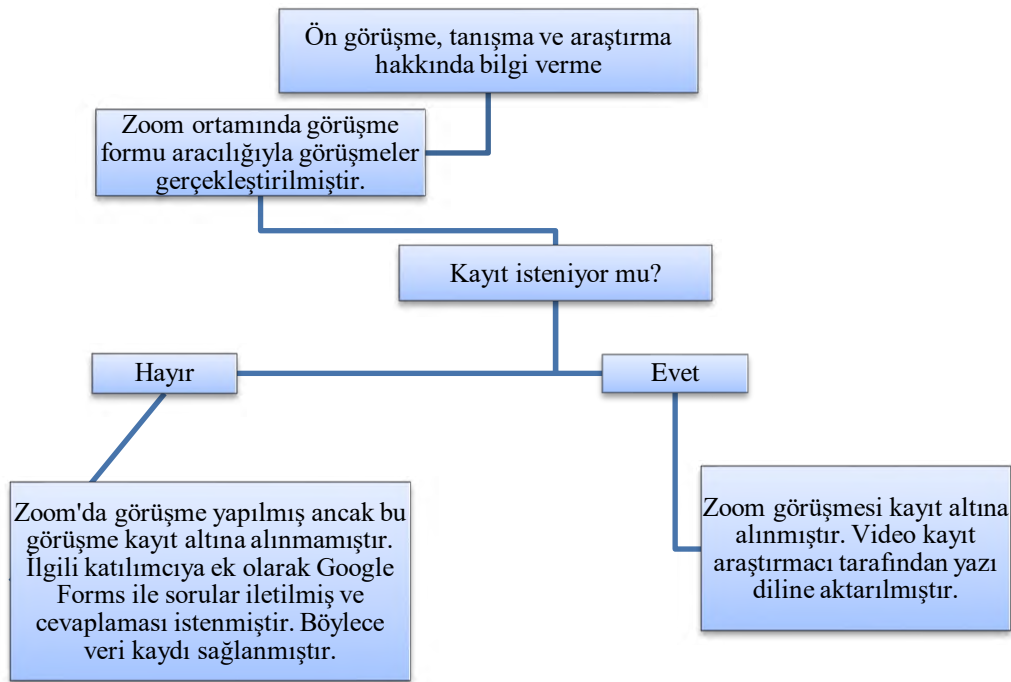 Ön görüşme, tanışma ve araştırma
hakkında bilgi verme
Zoom ortamında görüşme
formu aracılığıyla görüşmeler
gerçekleştirilmiştir.
Kayıt isteniyor mu?
Hayır
Evet
Zoom'da görüşme yapılmış ancak bu
görüşme kayıt altına alınmamıştır.
İlgili katılımcıya ek olarak Google
Forms ile sorular iletilmiş ve
cevaplaması istenmiştir. Böylece
veri kaydı sağlanmıştır.
Zoom görüşmesi kayıt altına
alınmıştır. Video kayıt
araştırmacı tarafından yazı
diline aktarılmıştır.